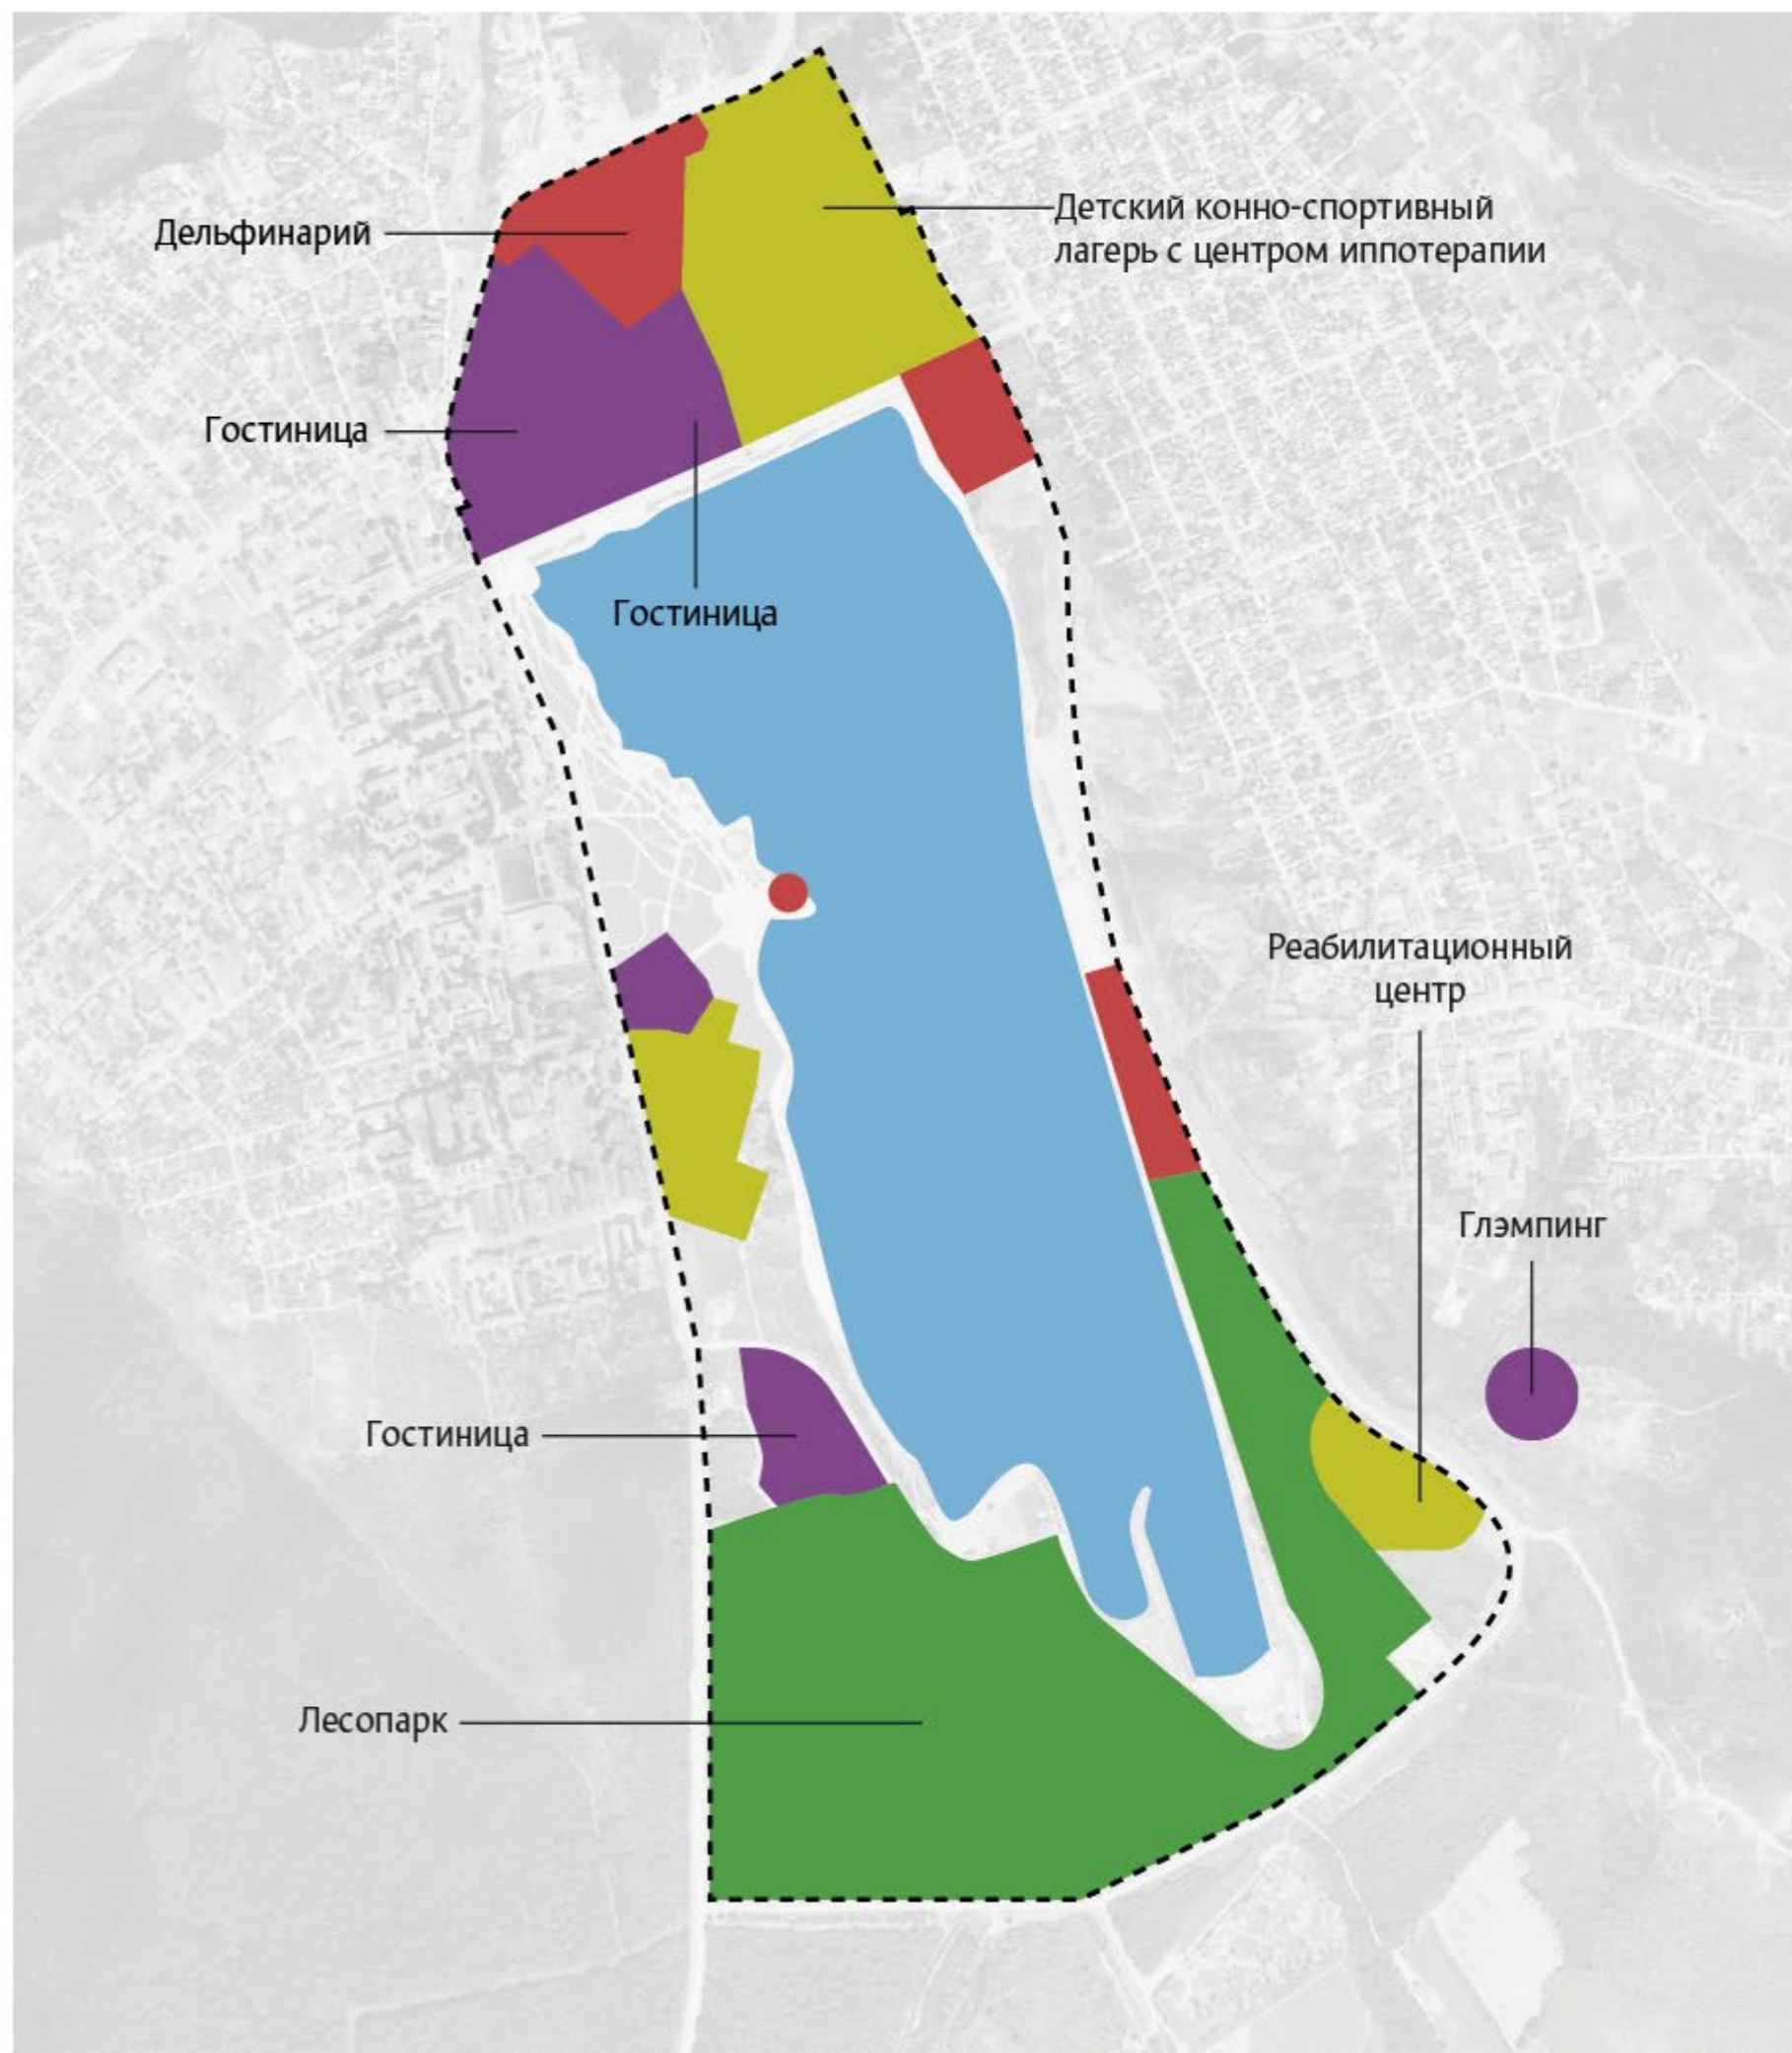 Дельфинарий
Детский конно-спортивный
лагерь с центром иппотерапии
Гостиница
Гостиница
Реабилитационный
центр
Глэмпинг
Гостиница
Лесопарк